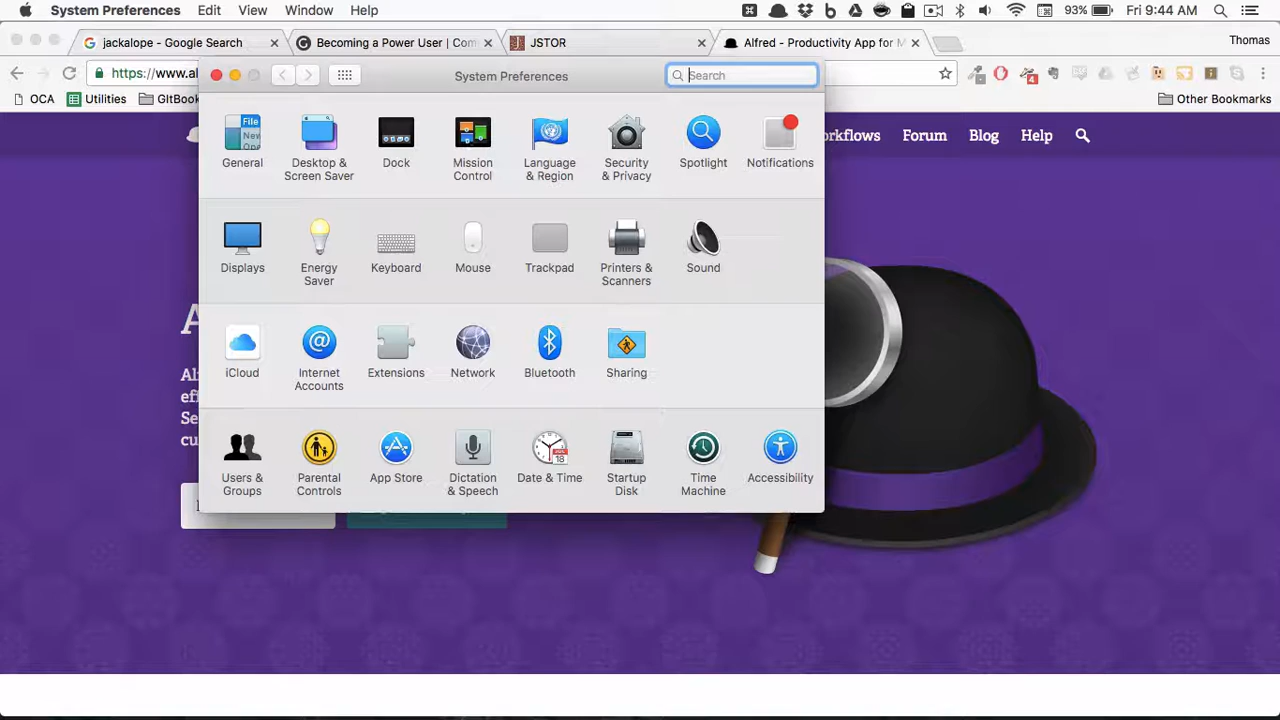 System Preferences Edit View Window Help 93% Fri 9:44 AM
jackalope - Google Search Becoming a Power User | Com JSTOR Alfred - Productivity App for M Thomas
https://www.al
OCA Utilities GitBook Other Bookmarks
System Preferences Search
orkflows Forum Blog Help
General Desktop & Screen Saver Dock Mission Control Language & Region Security & Privacy Spotlight Notifications
Displays Energy Saver Keyboard Mouse Trackpad Printers & Scanners Sound
iCloud Internet Accounts Extensions Network Bluetooth Sharing
Users & Groups Parental Controls App Store Dictation & Speech Date & Time Startup Disk Time Machine Accessibility